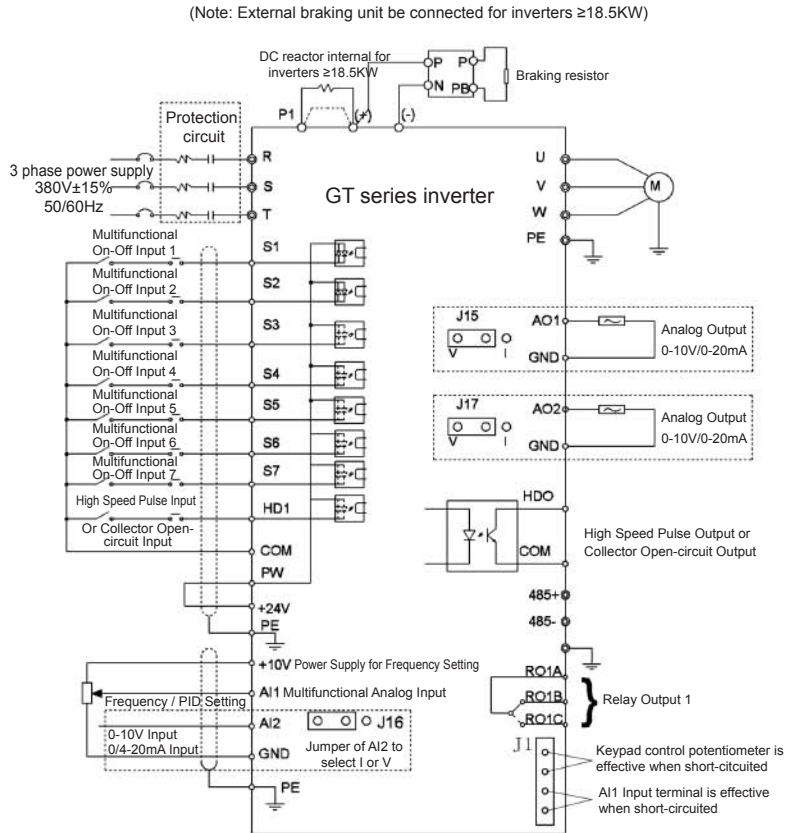 (Note: External braking unit be connected for inverters ≥18.5KW)
DC reactor internal for
inverters ≥18.5KW
P P
N PB
Braking resistor
P1 (+) (-)
Protection
circuit
3 phase power supply
380V±15%
50/60Hz
R
S
T
GT series inverter
U
V
W
PE
M
Multifunctional
On-Off Input 1
S1
Multifunctional
On-Off Input 2
S2
Multifunctional
On-Off Input 3
S3
Multifunctional
On-Off Input 4
S4
Multifunctional
On-Off Input 5
S5
Multifunctional
On-Off Input 6
S6
Multifunctional
On-Off Input 7
S7
High Speed Pulse Input
Or Collector Open-
circuit Input
HD1
COM
PW
+24V
PE
J15
V I
AO1
GND
Analog Output
0-10V/0-20mA
J17
V I
AO2
GND
Analog Output
0-10V/0-20mA
HDO
COM
High Speed Pulse Output or
Collector Open-circuit Output
485+
485-
+10V Power Supply for Frequency Setting
AI1 Multifunctional Analog Input
Frequency / PID Setting
AI2
J16
0-10V Input
0/4-20mA Input
GND
Jumper of AI2 to
select I or V
PE
RO1A
RO1B
RO1C
Relay Output 1
J1
Keypad control potentiometer is
effective when short-citcuited
AI1 Input terminal is effective
when short-circuited